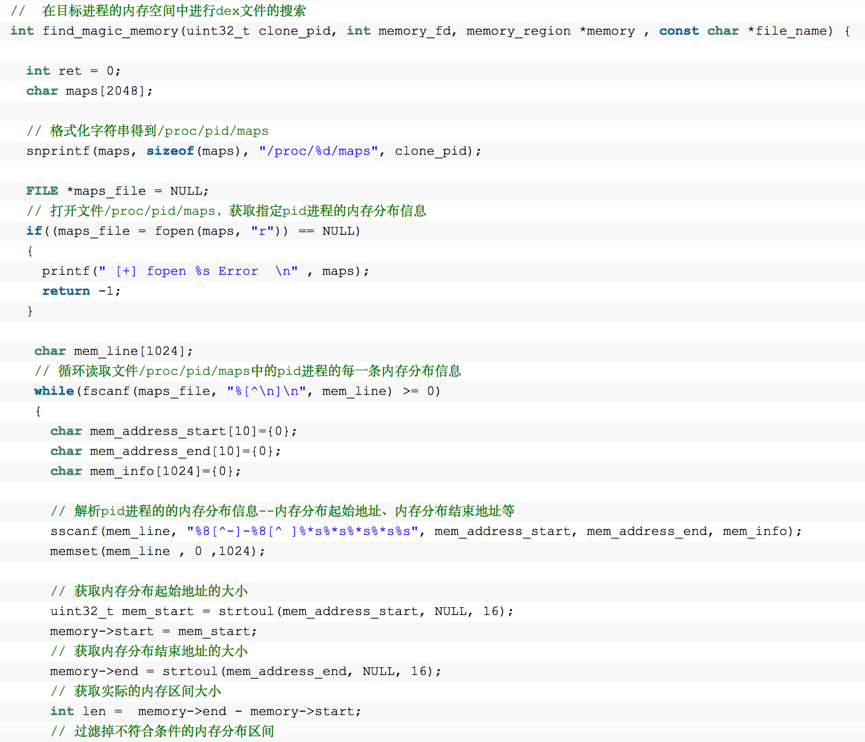 //  在目标进程的内存空间中进行dex文件的搜索
int find_magic_memory(uint32_t clone_pid, int memory_fd, memory_region *memory , const char *file_name) {
int ret = 0;
char maps[2048];
// 格式化字符串得到/proc/pid/maps
snprintf(maps, sizeof(maps), "/proc/%d/maps", clone_pid);
FILE *maps_file = NULL;
// 打开文件/proc/pid/maps，获取指定pid进程的内存分布信息
if((maps_file = fopen(maps, "r")) == NULL)
{
printf(" [+] fopen %s Error  \n" , maps);
return -1;
}
char mem_line[1024];
// 循环读取文件/proc/pid/maps中的pid进程的每一条内存分布信息
while(fscanf(maps_file, "%[^\n]\n", mem_line) >= 0)
{
char mem_address_start[10]={0};
char mem_address_end[10]={0};
char mem_info[1024]={0};
// 解析pid进程的的内存分布信息--内存分布起始地址、内存分布结束地址等
sscanf(mem_line, "%8[^-]-%8[^ ]%*s%*s%*s%*s%s", mem_address_start, mem_address_end, mem_info);
memset(mem_line , 0 ,1024);
// 获取内存分布起始地址的大小
uint32_t mem_start = strtoul(mem_address_start, NULL, 16);
memory->start = mem_start;
// 获取内存分布结束地址的大小
memory->end = strtoul(mem_address_end, NULL, 16);
// 获取实际的内存区间大小
int len =  memory->end - memory->start;
// 过滤掉不符合条件的内存分布区间